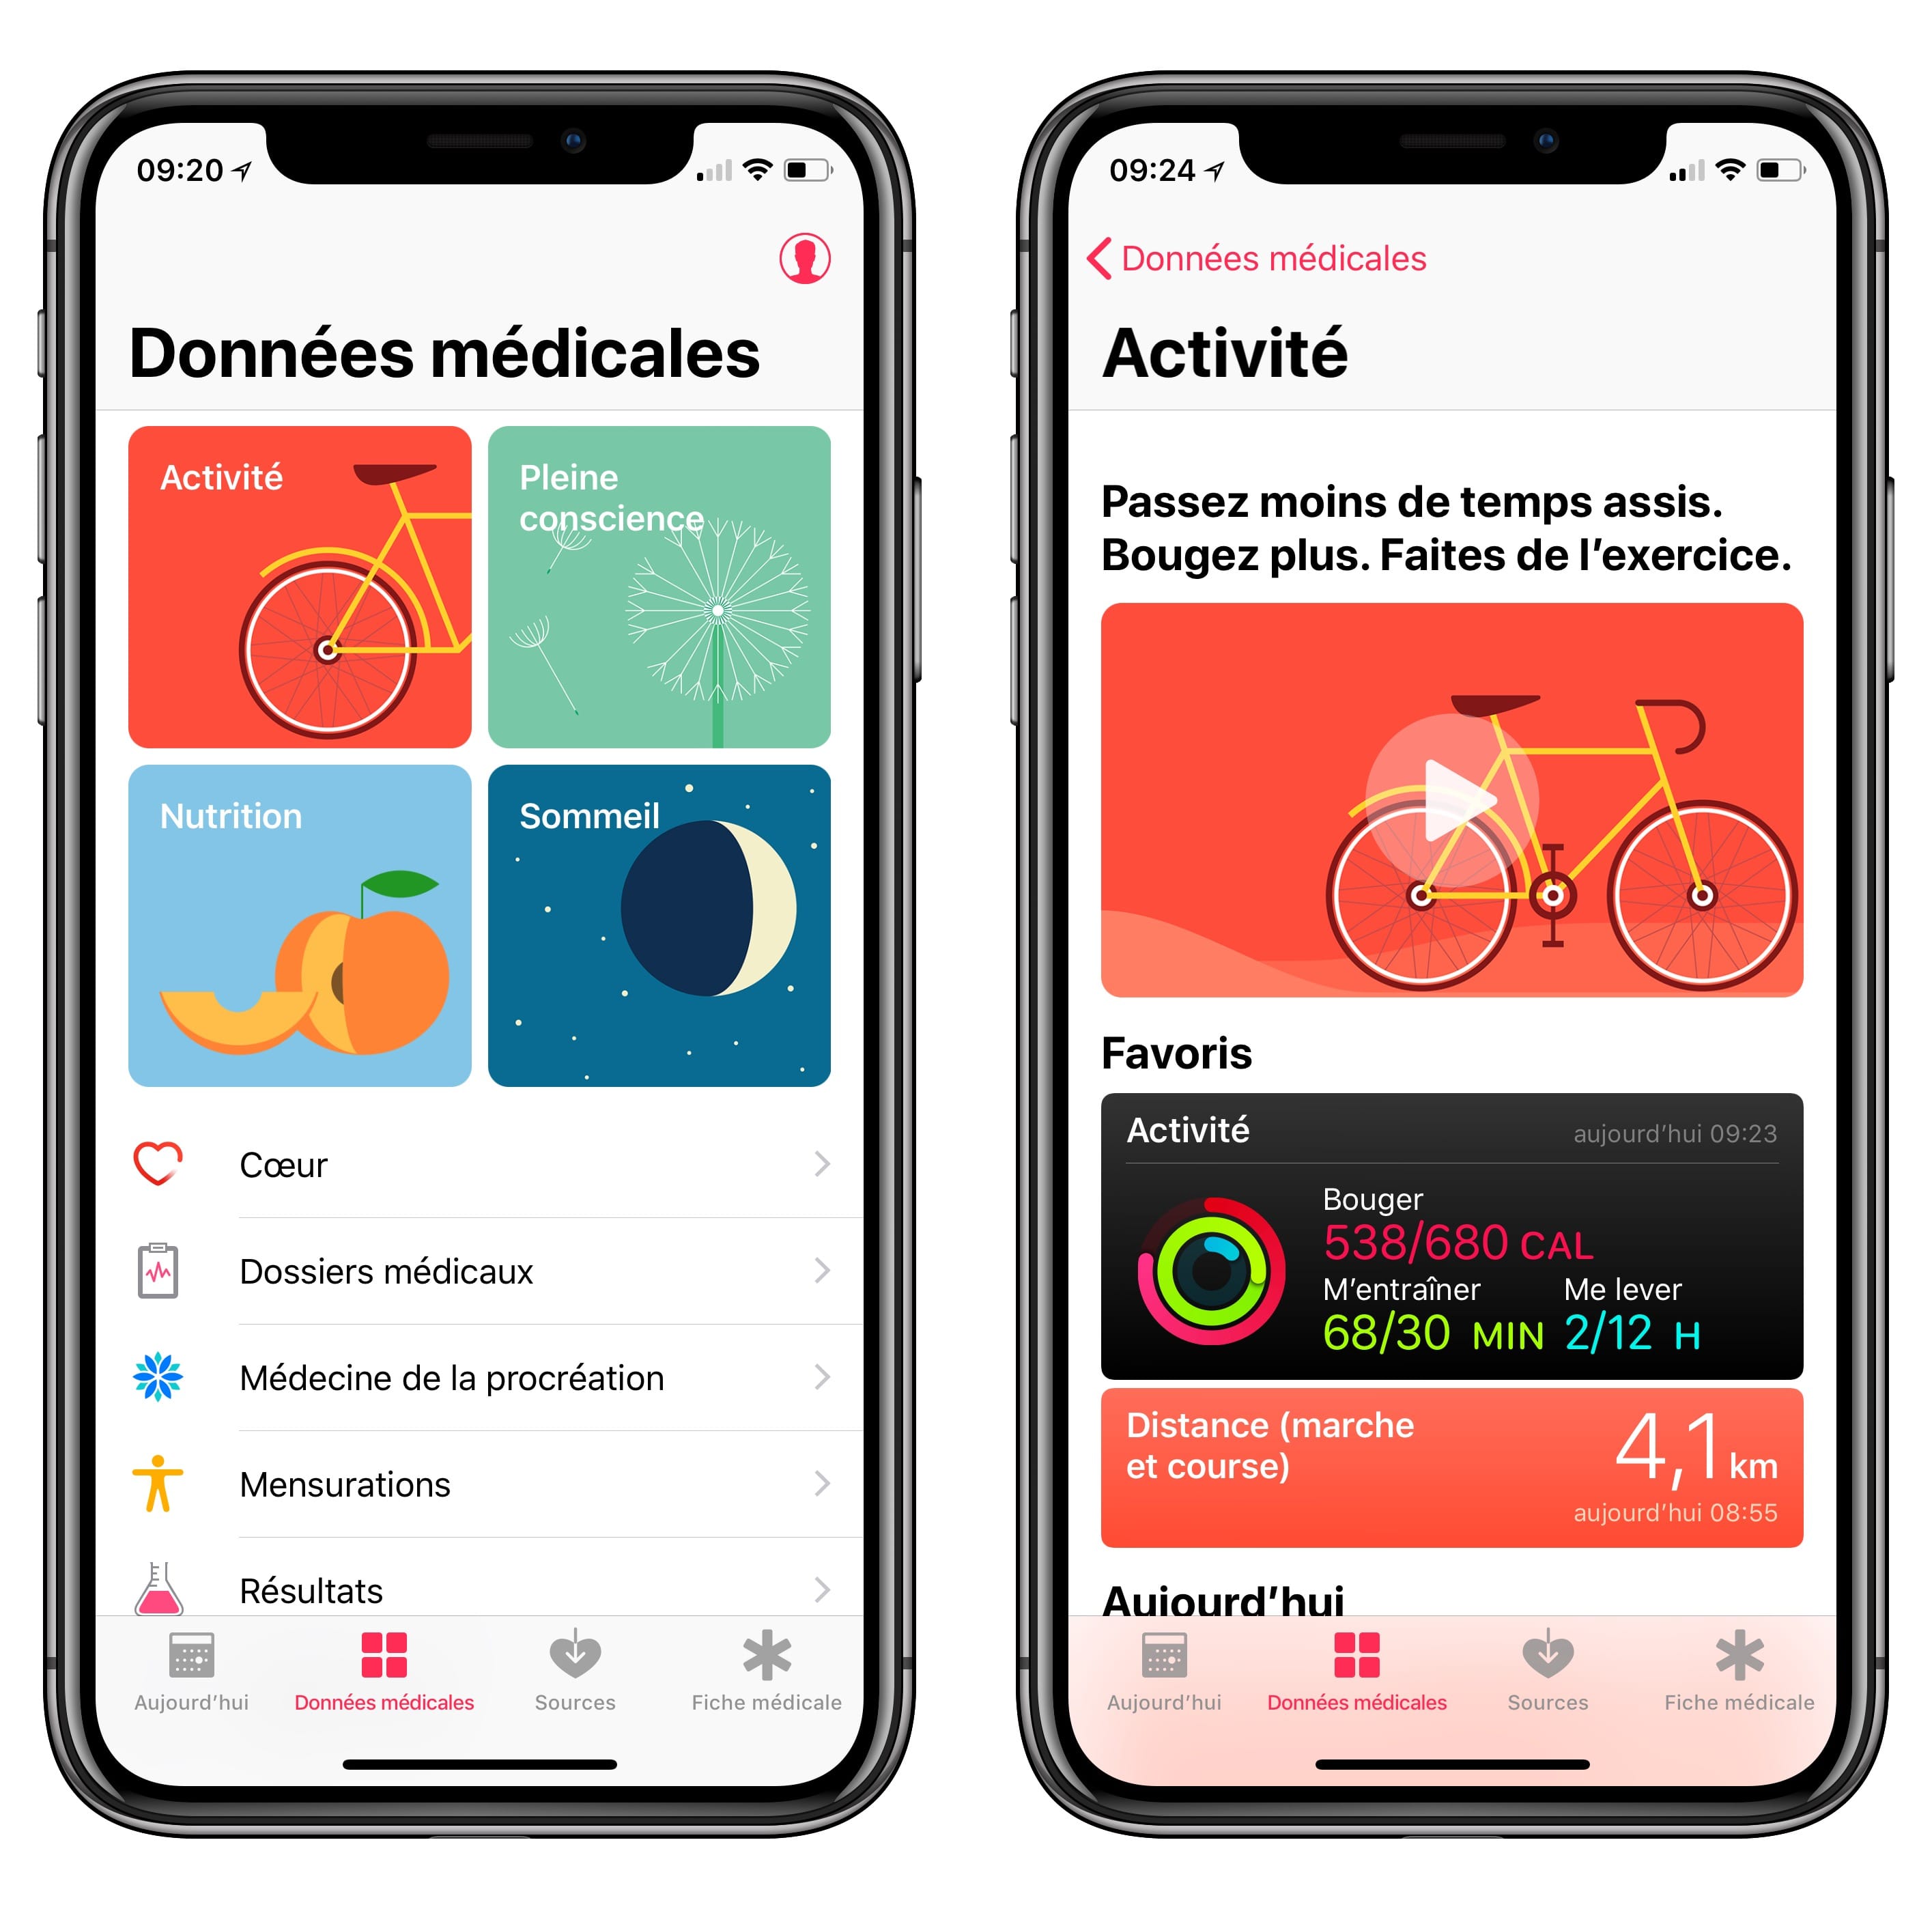 09:20
Données médicales
Activité
Pleine
conscience
Nutrition
Sommeil
Cœur
Dossiers médicaux
Médecine de la procréation
Mensurations
Résultats
Aujourd’hui
Données médicales
Sources
Fiche médicale
09:24
Données médicales
Activité
Passez moins de temps assis.
Bougez plus. Faites de l’exercice.
Favoris
Activité
aujourd’hui 09:23
Bouger
538/680 CAL
M’entraîner
Me lever
68/30 MIN
2/12 H
Distance (marche
et course)
4,1 km
aujourd’hui 08:55
Aujourd’hui
Aujourd’hui
Données médicales
Sources
Fiche médicale